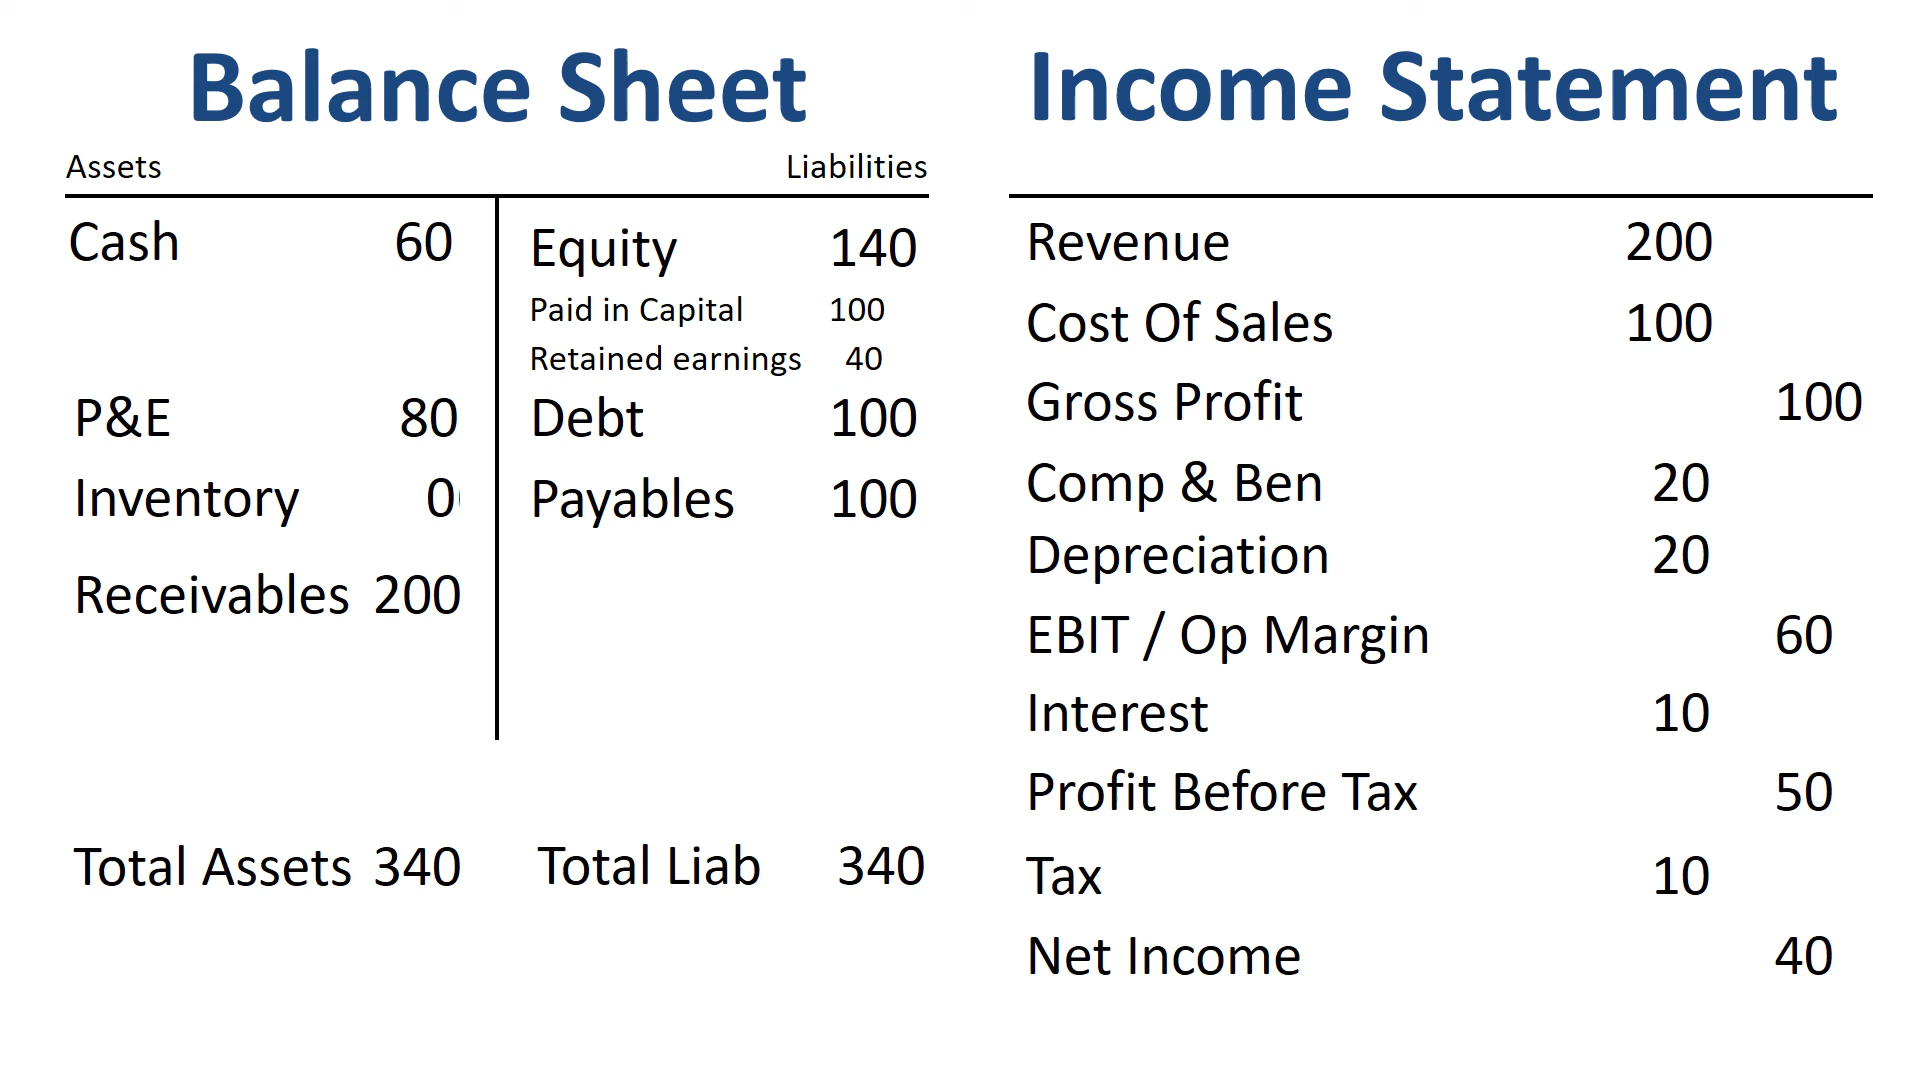 Balance Sheet
Assets Liabilities
Cash 60
P&E 80
Inventory 0
Receivables 200
Total Assets 340
Equity 140
Paid in Capital 100
Retained earnings 40
Debt 100
Payables 100
Total Liab 340
Income Statement
Revenue 200
Cost Of Sales 100
Gross Profit 100
Comp & Ben 20
Depreciation 20
EBIT / Op Margin 60
Interest 10
Profit Before Tax 50
Tax 10
Net Income 40